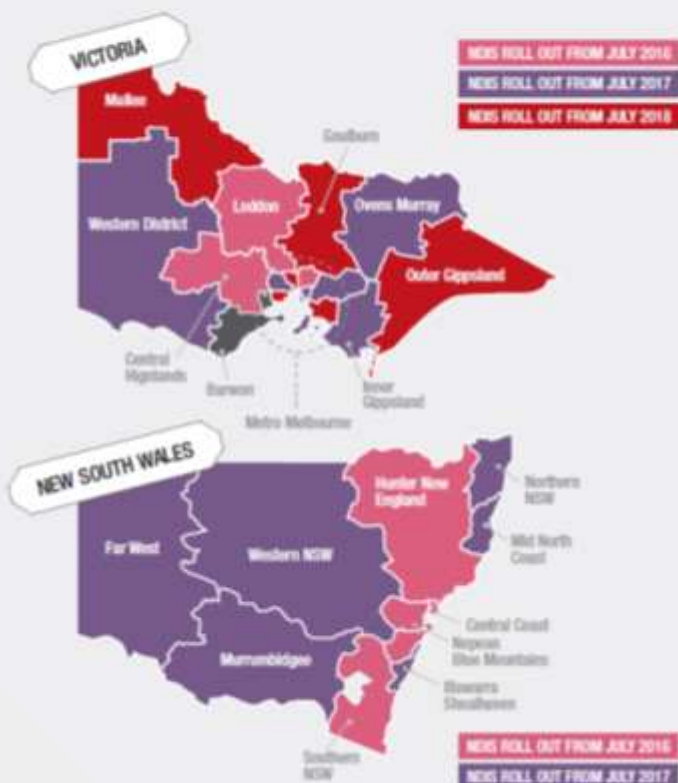 VICTORIA
NDIS ROLL OUT FROM JULY 2016
NDIS ROLL OUT FROM JULY 2017
NDIS ROLL OUT FROM JULY 2018
Mallee
Goulburn
Loddon
Ovens Murray
Western District
Outer Gippsland
Central
Highlands
Barwon
Inner
Gippsland
Metro Melbourne
NEW SOUTH WALES
Hunter New
England
Northern
NSW
Far West
Western NSW
Mid North
Coast
Central Coast
Nepean
Blue Mountains
Murrumbidgee
Illawarra
Shoalhaven
Southern
NSW
NDIS ROLL OUT FROM JULY 2016
NDIS ROLL OUT FROM JULY 2017